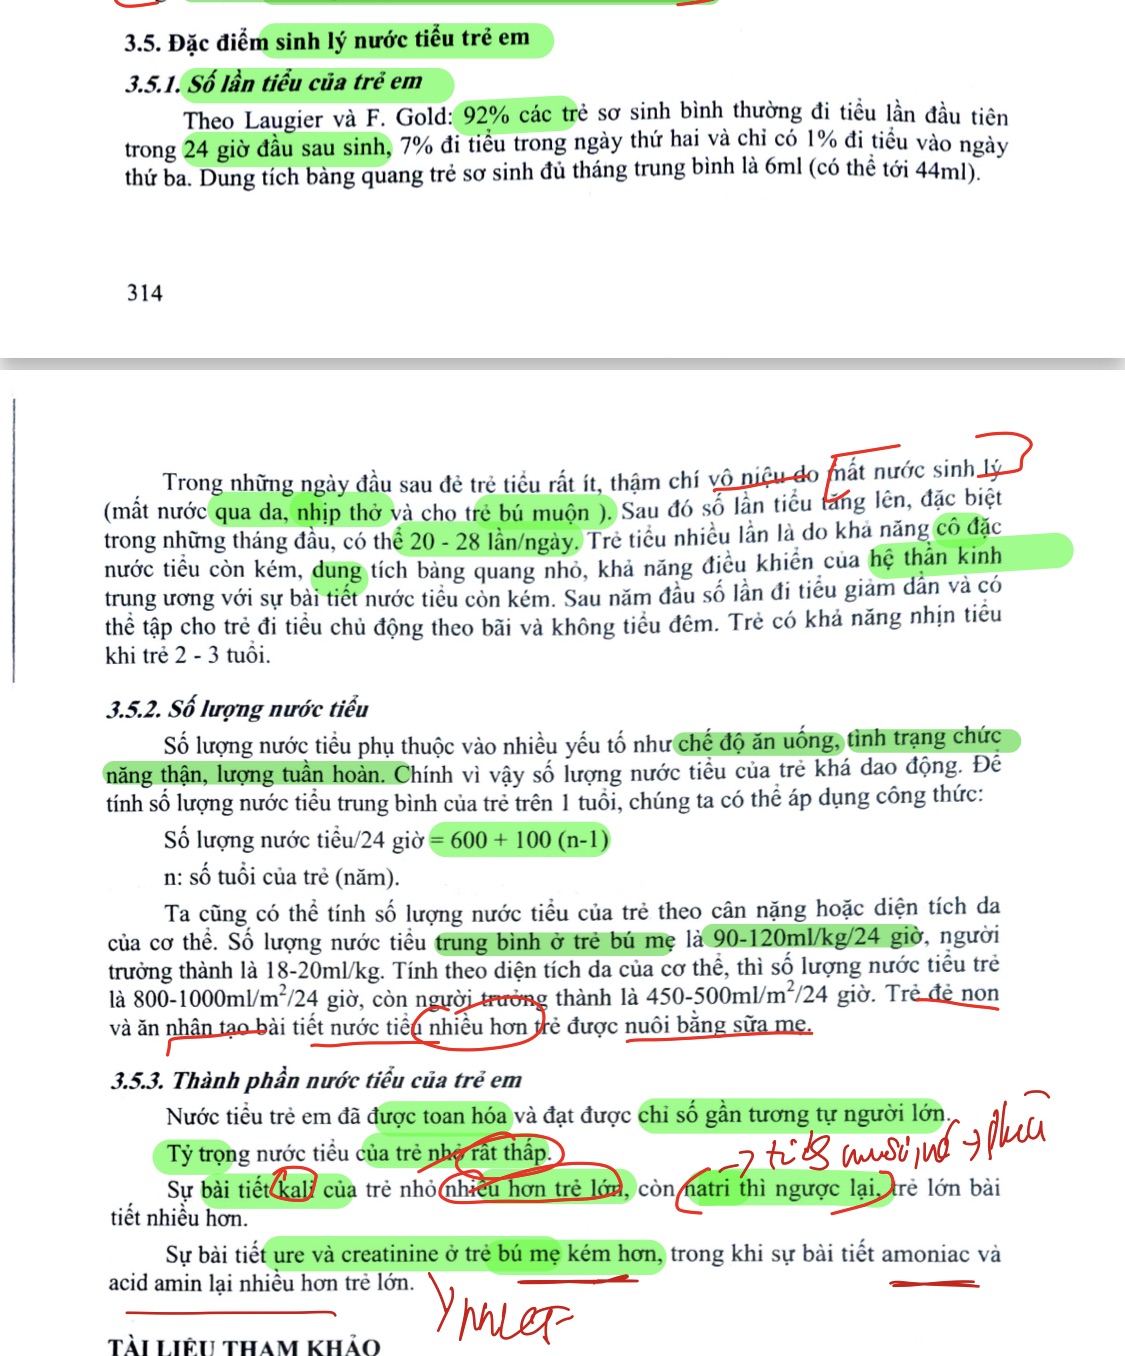 3.5. Đặc điểm sinh lý nước tiểu trẻ em
3.5.1. Số lần tiểu của trẻ em
Theo Laugier và F. Gold: 92% các trẻ sơ sinh bình thường đi tiểu lần đầu tiên
trong 24 giờ đầu sau sinh, 7% đi tiểu trong ngày thứ hai và chỉ có 1% đi tiểu vào ngày
thứ ba. Dung tích bàng quang trẻ sơ sinh đủ tháng trung bình là 6ml (có thể tới 44ml).
314
Trong những ngày đầu sau đẻ trẻ tiểu rất ít, thậm chí vô niệu do mất nước sinh lý
(mất nước qua da, nhịp thở và cho trẻ bú muộn ). Sau đó số lần tiểu tăng lên, đặc biệt
trong những tháng đầu, có thể 20 - 28 lần/ngày. Trẻ tiểu nhiều lần là do khả năng cô đặc
nước tiểu còn kém, dung tích bàng quang nhỏ, khả năng điều khiển của hệ thần kinh
trung ương với sự bài tiết nước tiểu còn kém. Sau năm đầu số lần đi tiểu giảm dần và có
thể tập cho trẻ đi tiểu chủ động theo bãi và không tiểu đêm. Trẻ có khả năng nhịn tiểu
khi trẻ 2 - 3 tuổi.
3.5.2. Số lượng nước tiểu
Số lượng nước tiểu phụ thuộc vào nhiều yếu tố như chế độ ăn uống, tình trạng chức
năng thận, lượng tuần hoàn. Chính vì vậy số lượng nước tiểu của trẻ khá dao động. Để
tính số lượng nước tiểu trung bình của trẻ trên 1 tuổi, chúng ta có thể áp dụng công thức:
Số lượng nước tiểu/24 giờ = 600 + 100 (n-1)
n: số tuổi của trẻ (năm).
Ta cũng có thể tính số lượng nước tiểu của trẻ theo cân nặng hoặc diện tích da
của cơ thể. Số lượng nước tiểu trung bình ở trẻ bú mẹ là 90-120ml/kg/24 giờ, người
trưởng thành là 18-20ml/kg. Tính theo diện tích da của cơ thể, thì số lượng nước tiểu trẻ
là 800-1000ml/m²/24 giờ, còn người trưởng thành là 450-500ml/m²/24 giờ. Trẻ đẻ non
và ăn nhân tạo bài tiết nước tiểu nhiều hơn trẻ được nuôi bằng sữa mẹ.
3.5.3. Thành phần nước tiểu của trẻ em
Nước tiểu trẻ em đã được toan hóa và đạt được chỉ số gần tương tự người lớn.
Tỷ trọng nước tiểu của trẻ nhỏ rất thấp.
Sự bài tiết kali của trẻ nhỏ nhiều hơn trẻ lớn, còn natri thì ngược lại, trẻ lớn bài
tiết nhiều hơn.
Sự bài tiết ure và creatinine ở trẻ bú mẹ kém hơn, trong khi sự bài tiết amoniac và
acid amin lại nhiều hơn trẻ lớn.
TÀI LIỆU THAM KHẢO